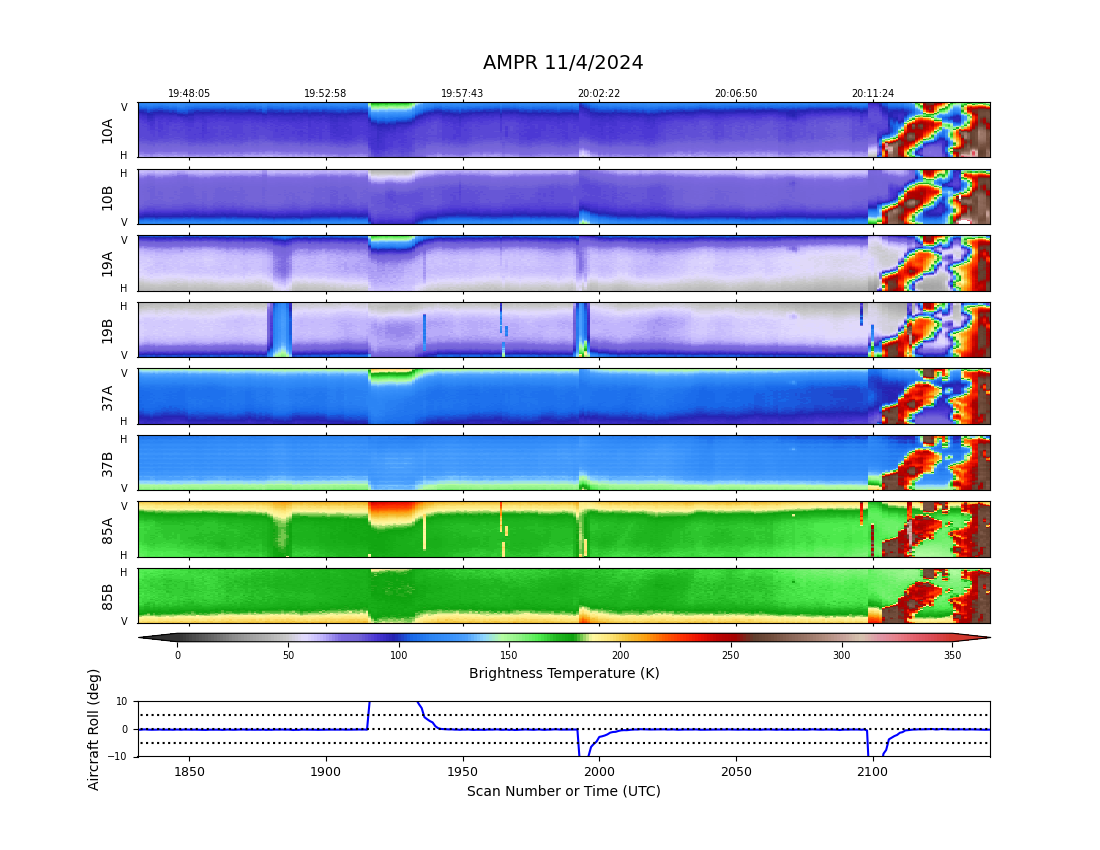 AMPR 11/4/2024
19:48:05 19:52:58 19:57:43 20:02:22 20:06:50 20:11:24
V
10A
H
H
10B
V
V
19A
H
H
19B
V
V
37A
H
H
37B
V
V
85A
H
H
85B
V
0 50 100 150 200 250 300 350
Brightness Temperature (K)
Aircraft Roll (deg)
10
0
−10
1850 1900 1950 2000 2050 2100
Scan Number or Time (UTC)